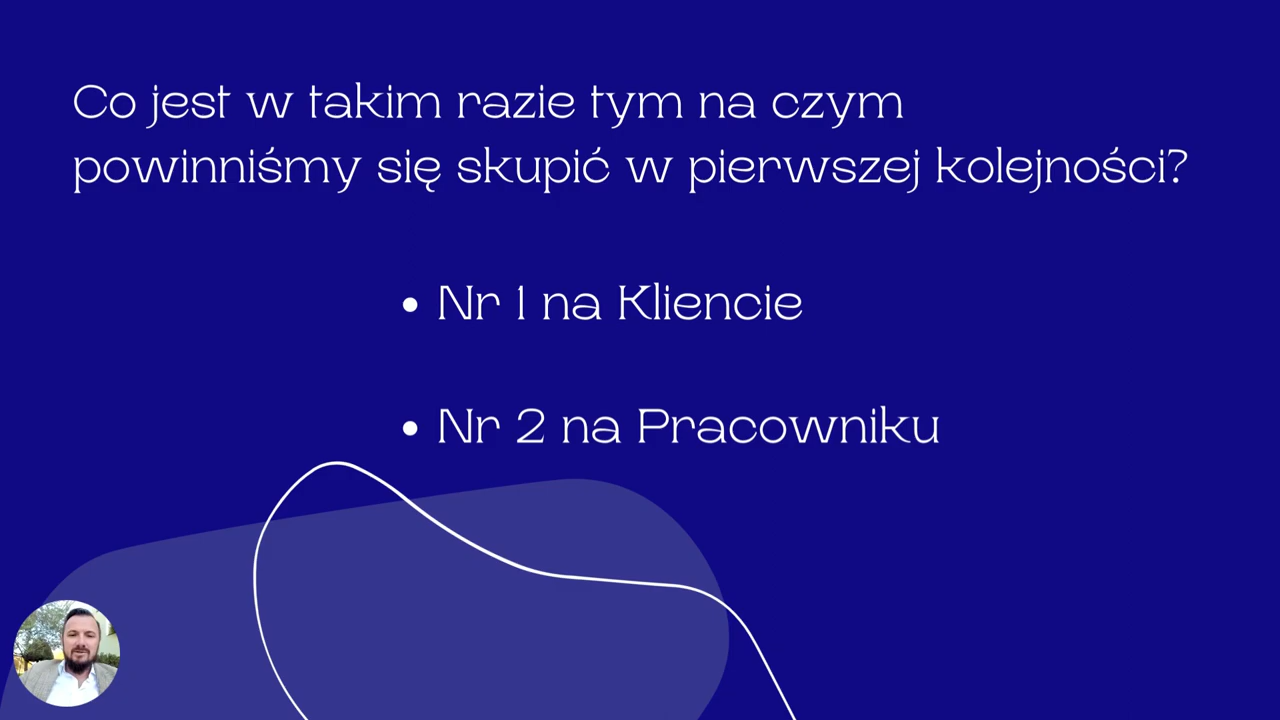 Co jest w takim razie tym na czym
powinniśmy się skupić w pierwszej kolejności?
• Nr 1 na Kliencie
• Nr 2 na Pracowniku